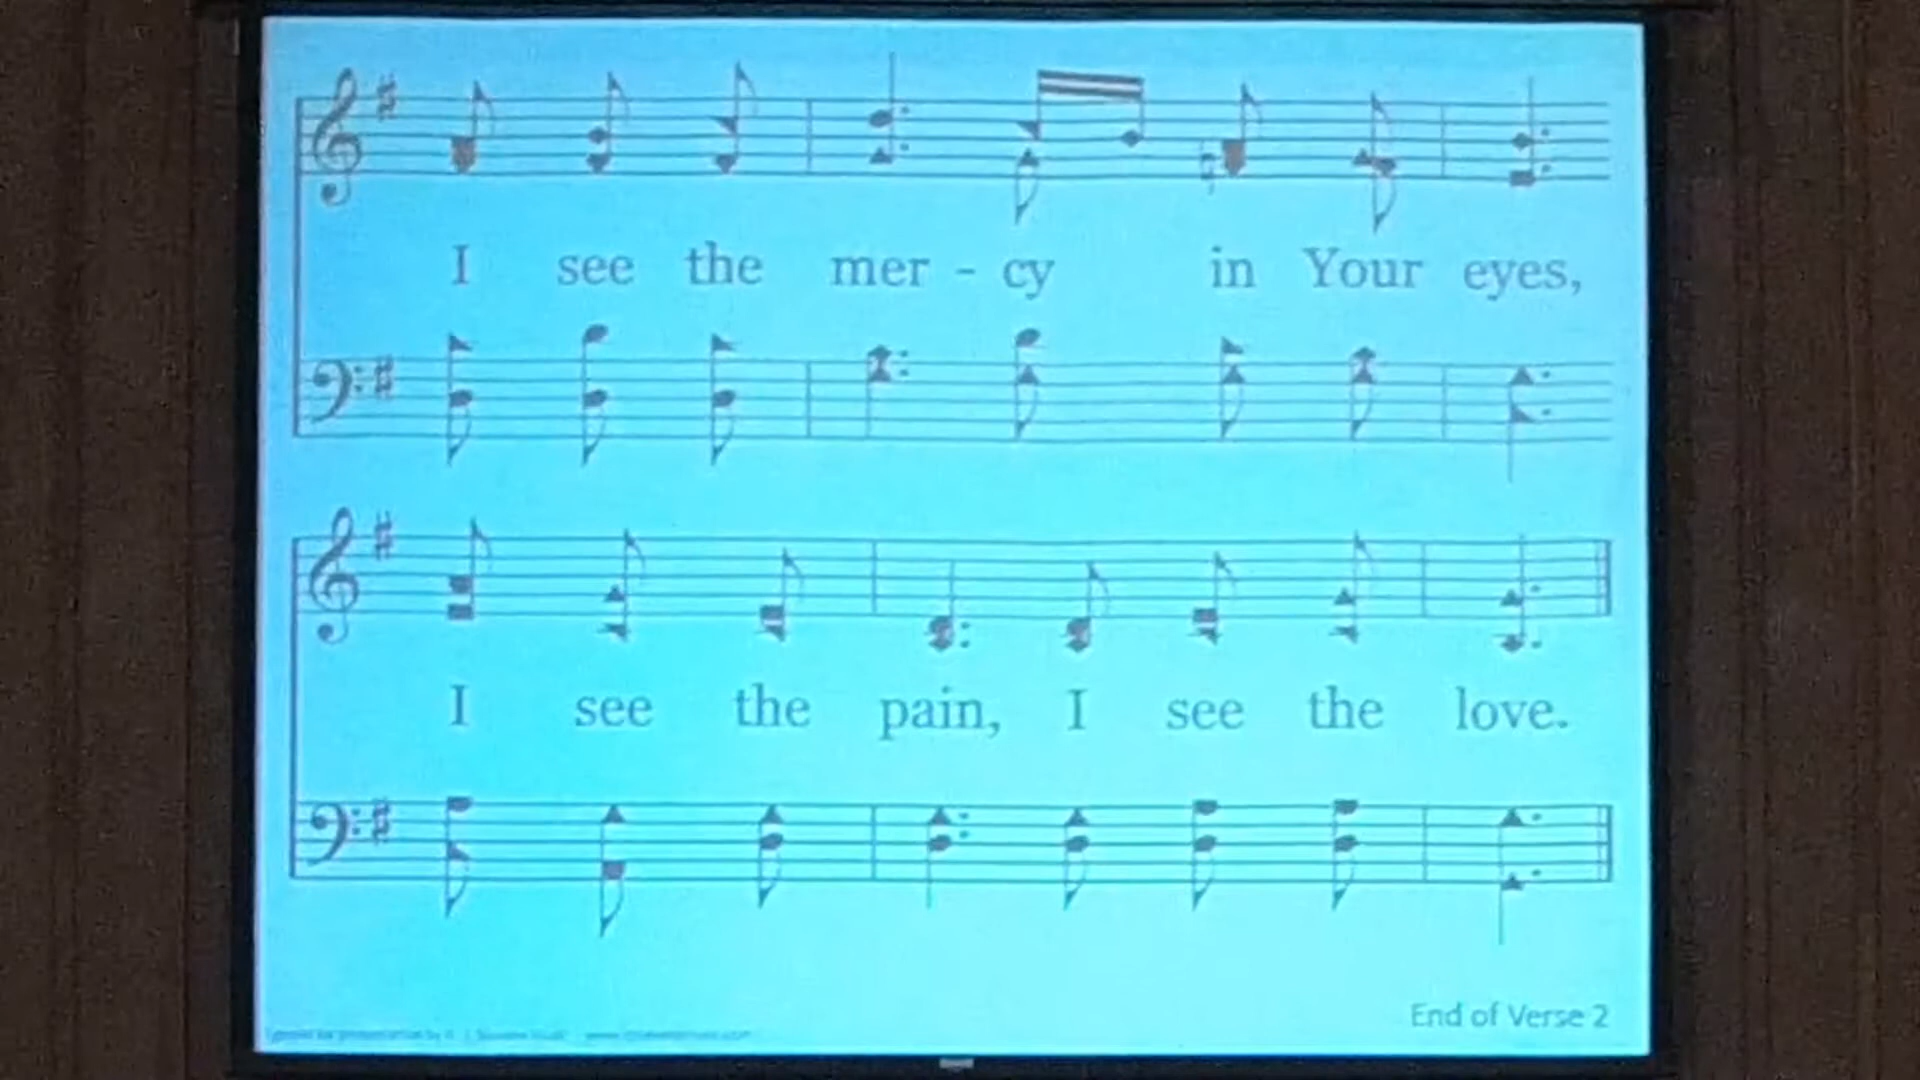 I see the mer - cy in Your eyes,
I see the pain, I see the love.
End of Verse 2